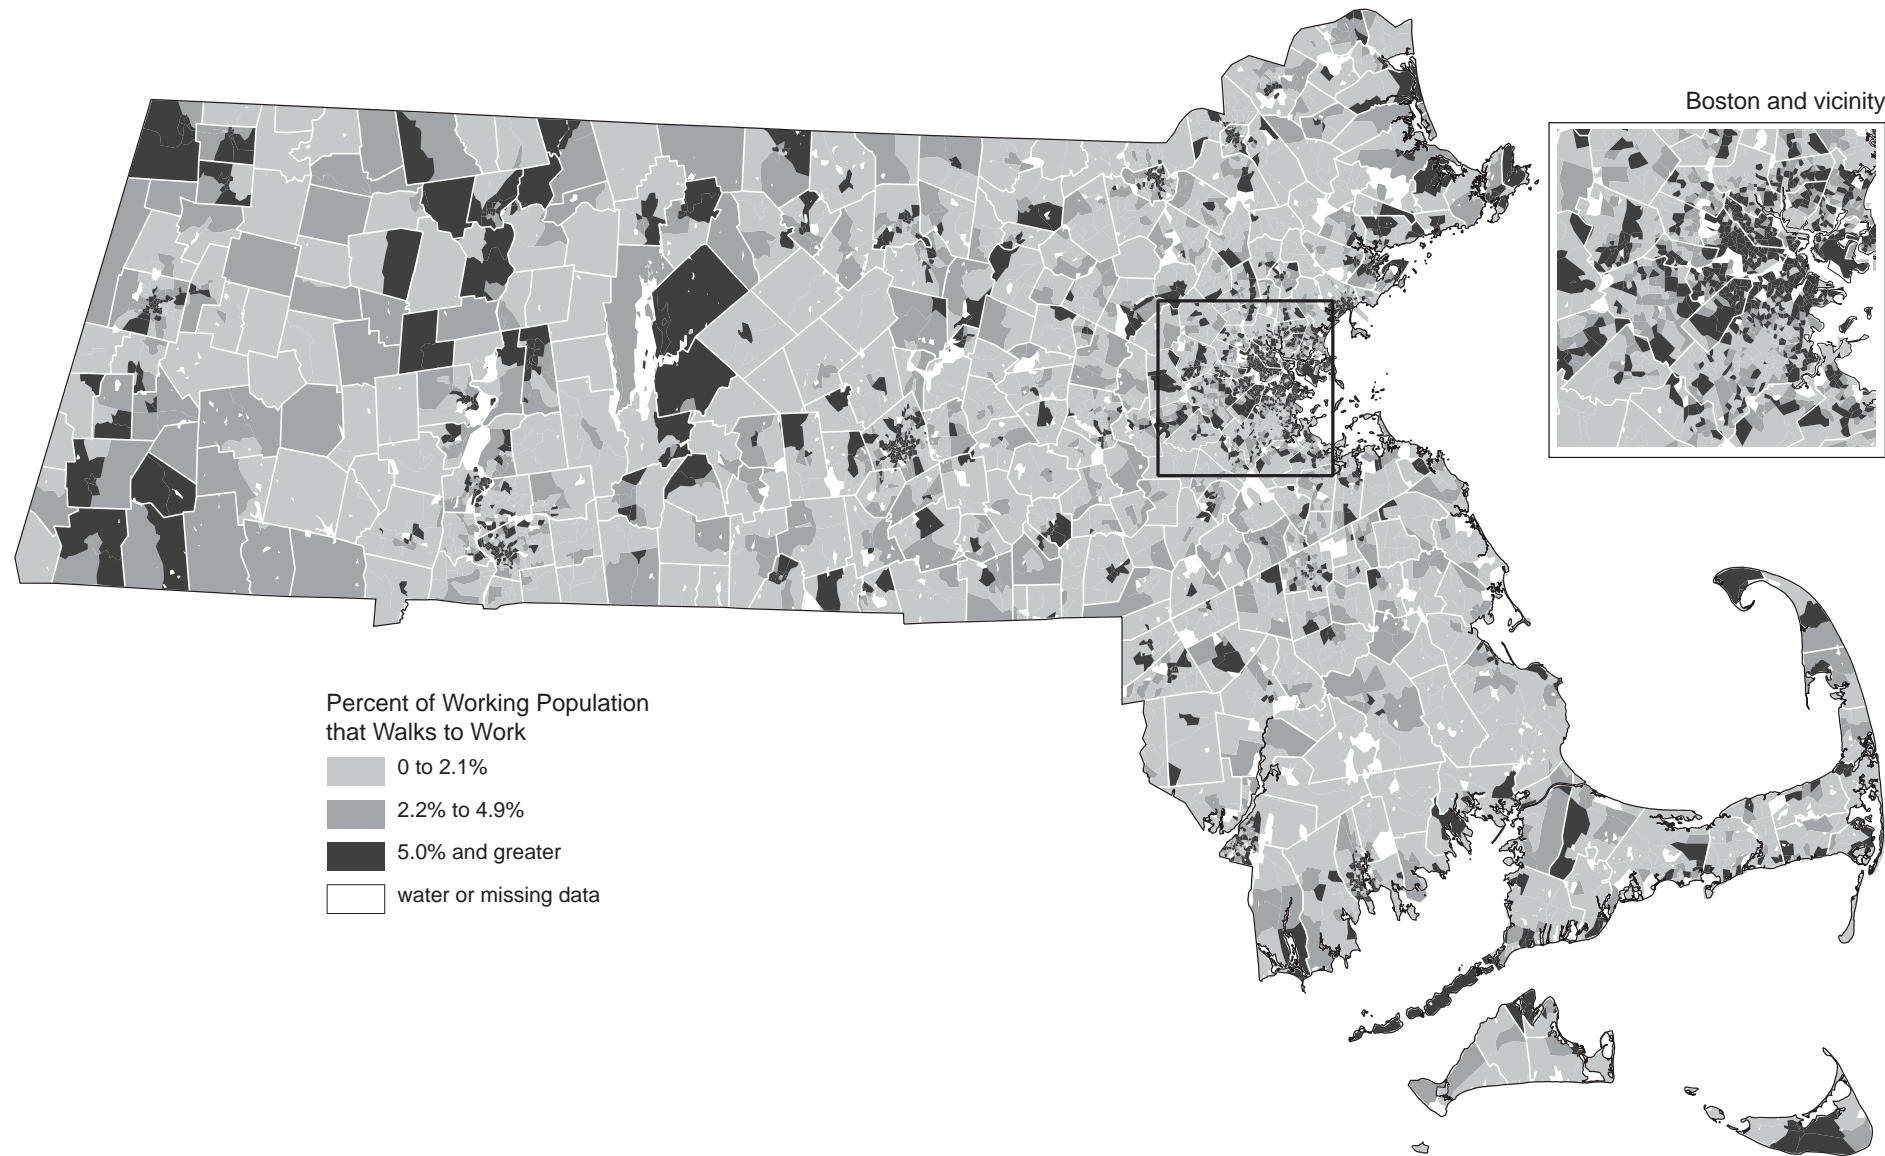 Boston and vicinity
Percent of Working Population
that Walks to Work
0 to 2.1%
2.2% to 4.9%
5.0% and greater
water or missing data